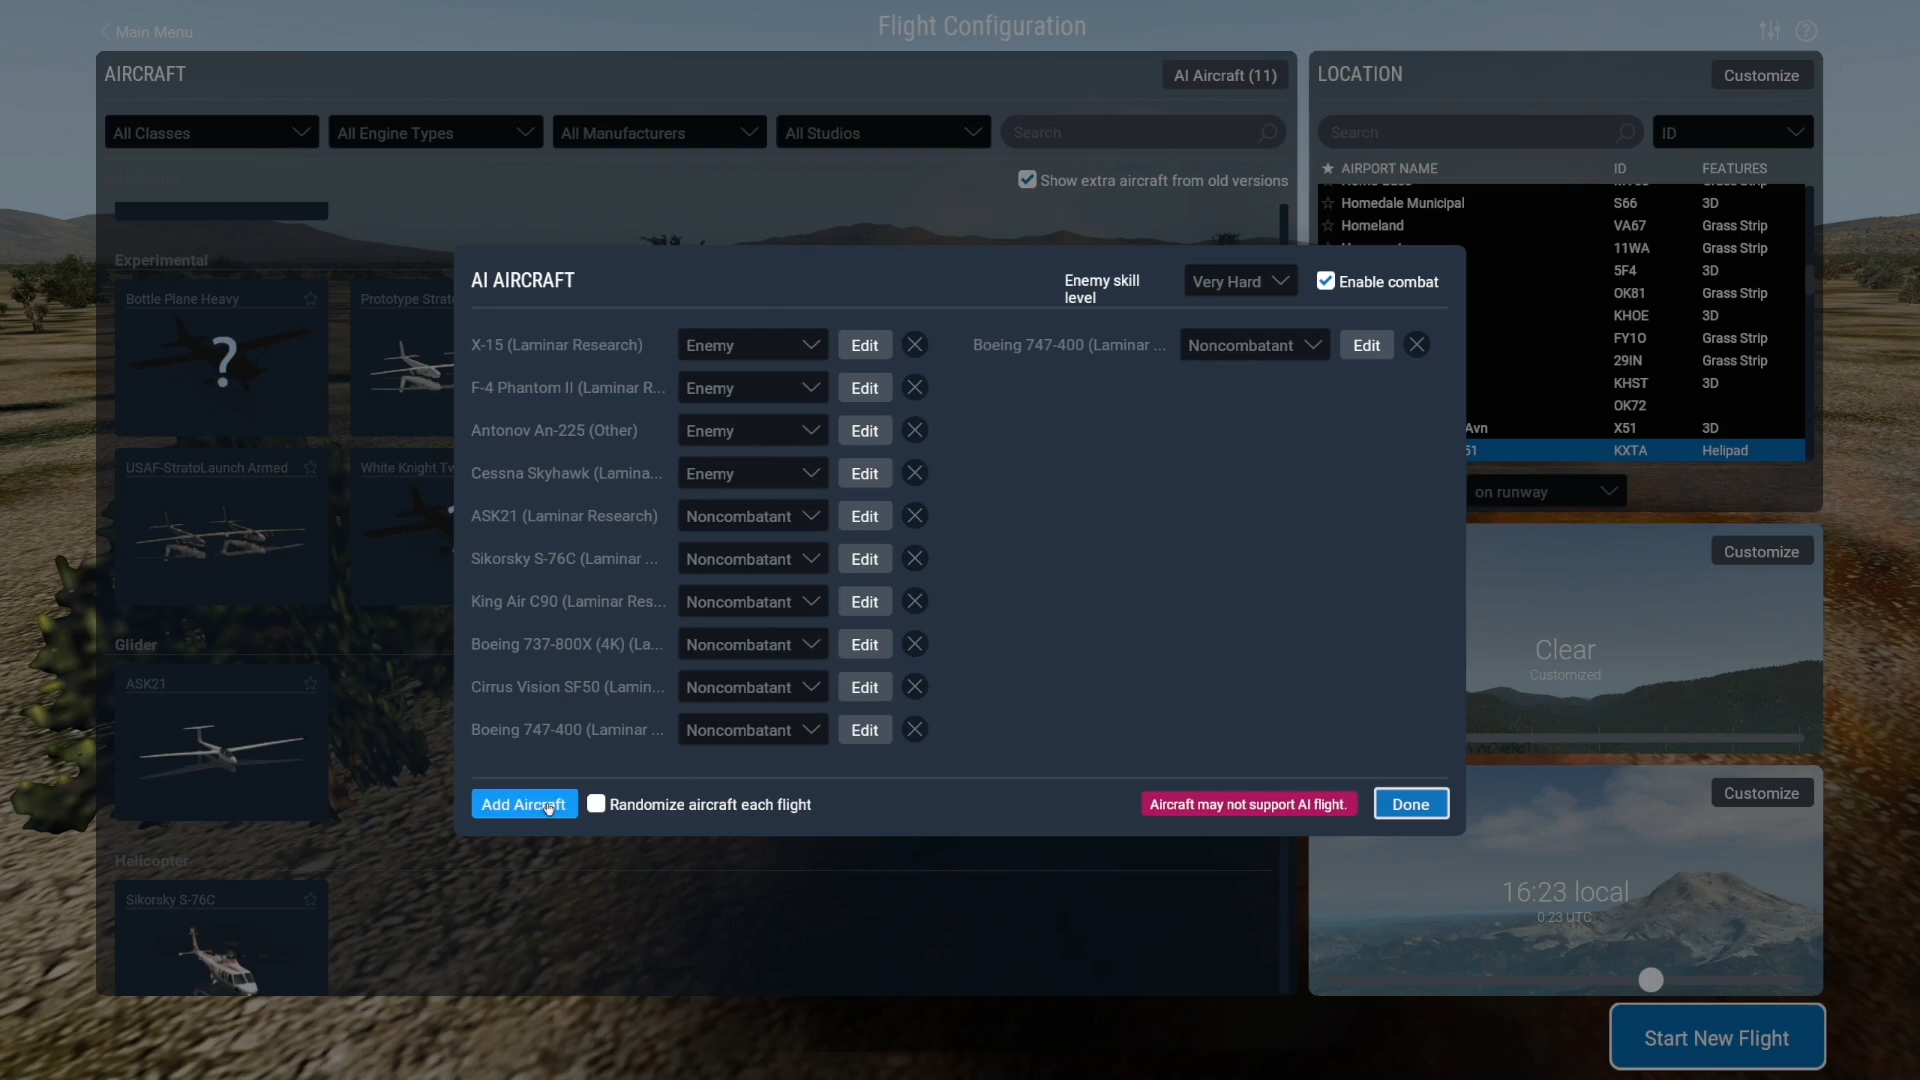 Main Menu
Flight Configuration
AIRCRAFT
AI Aircraft (11)
LOCATION
Customize
All Classes
All Engine Types
All Manufacturers
All Studios
Search
Search
ID
Show extra aircraft from old versions
★ AIRPORT NAME ID FEATURES
Homedale Municipal S66 3D
Homeland VA67 Grass Strip
11WA Grass Strip
5F4 3D
OK81 Grass Strip
KHOE 3D
FY10 Grass Strip
29IN Grass Strip
KHST 3D
OK72
Avn X51 3D
51 KXTA Helipad
on runway
Experimental
Bottle Plane Heavy
?
Prototype Strat
USAF-StratoLaunch Armed
White Knight Tw
Glider
ASK21
Helicopter
Sikorsky S-76C
AI AIRCRAFT
Enemy skill
level
Very Hard
Enable combat
X-15 (Laminar Research) Enemy Edit
F-4 Phantom II (Laminar R... Enemy Edit
Antonov An-225 (Other) Enemy Edit
Cessna Skyhawk (Lamina... Enemy Edit
ASK21 (Laminar Research) Noncombatant Edit
Sikorsky S-76C (Laminar ... Noncombatant Edit
King Air C90 (Laminar Res... Noncombatant Edit
Boeing 737-800X (4K) (La... Noncombatant Edit
Cirrus Vision SF50 (Lamin... Noncombatant Edit
Boeing 747-400 (Laminar ... Noncombatant Edit
Boeing 747-400 (Laminar ... Noncombatant Edit
Add Aircraft
Randomize aircraft each flight
Aircraft may not support AI flight.
Done
Customize
Clear
Customized
Customize
16:23 local
0:23 UTC
Start New Flight